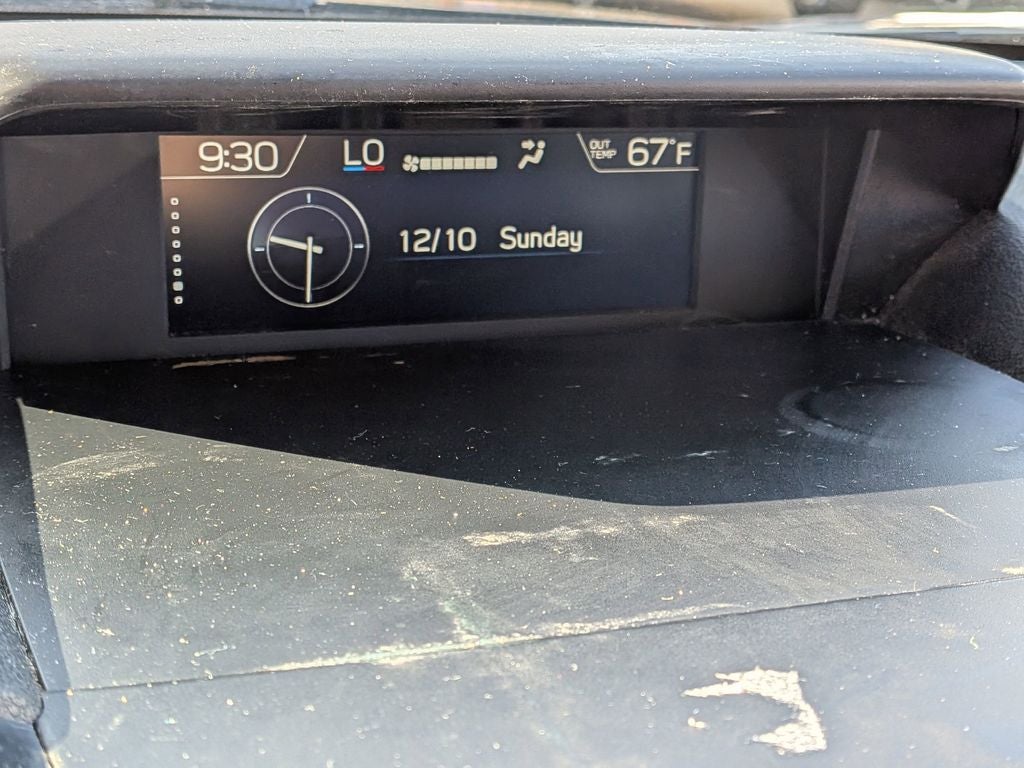 9:30 LO OUT TEMP 67°F
12/10 Sunday